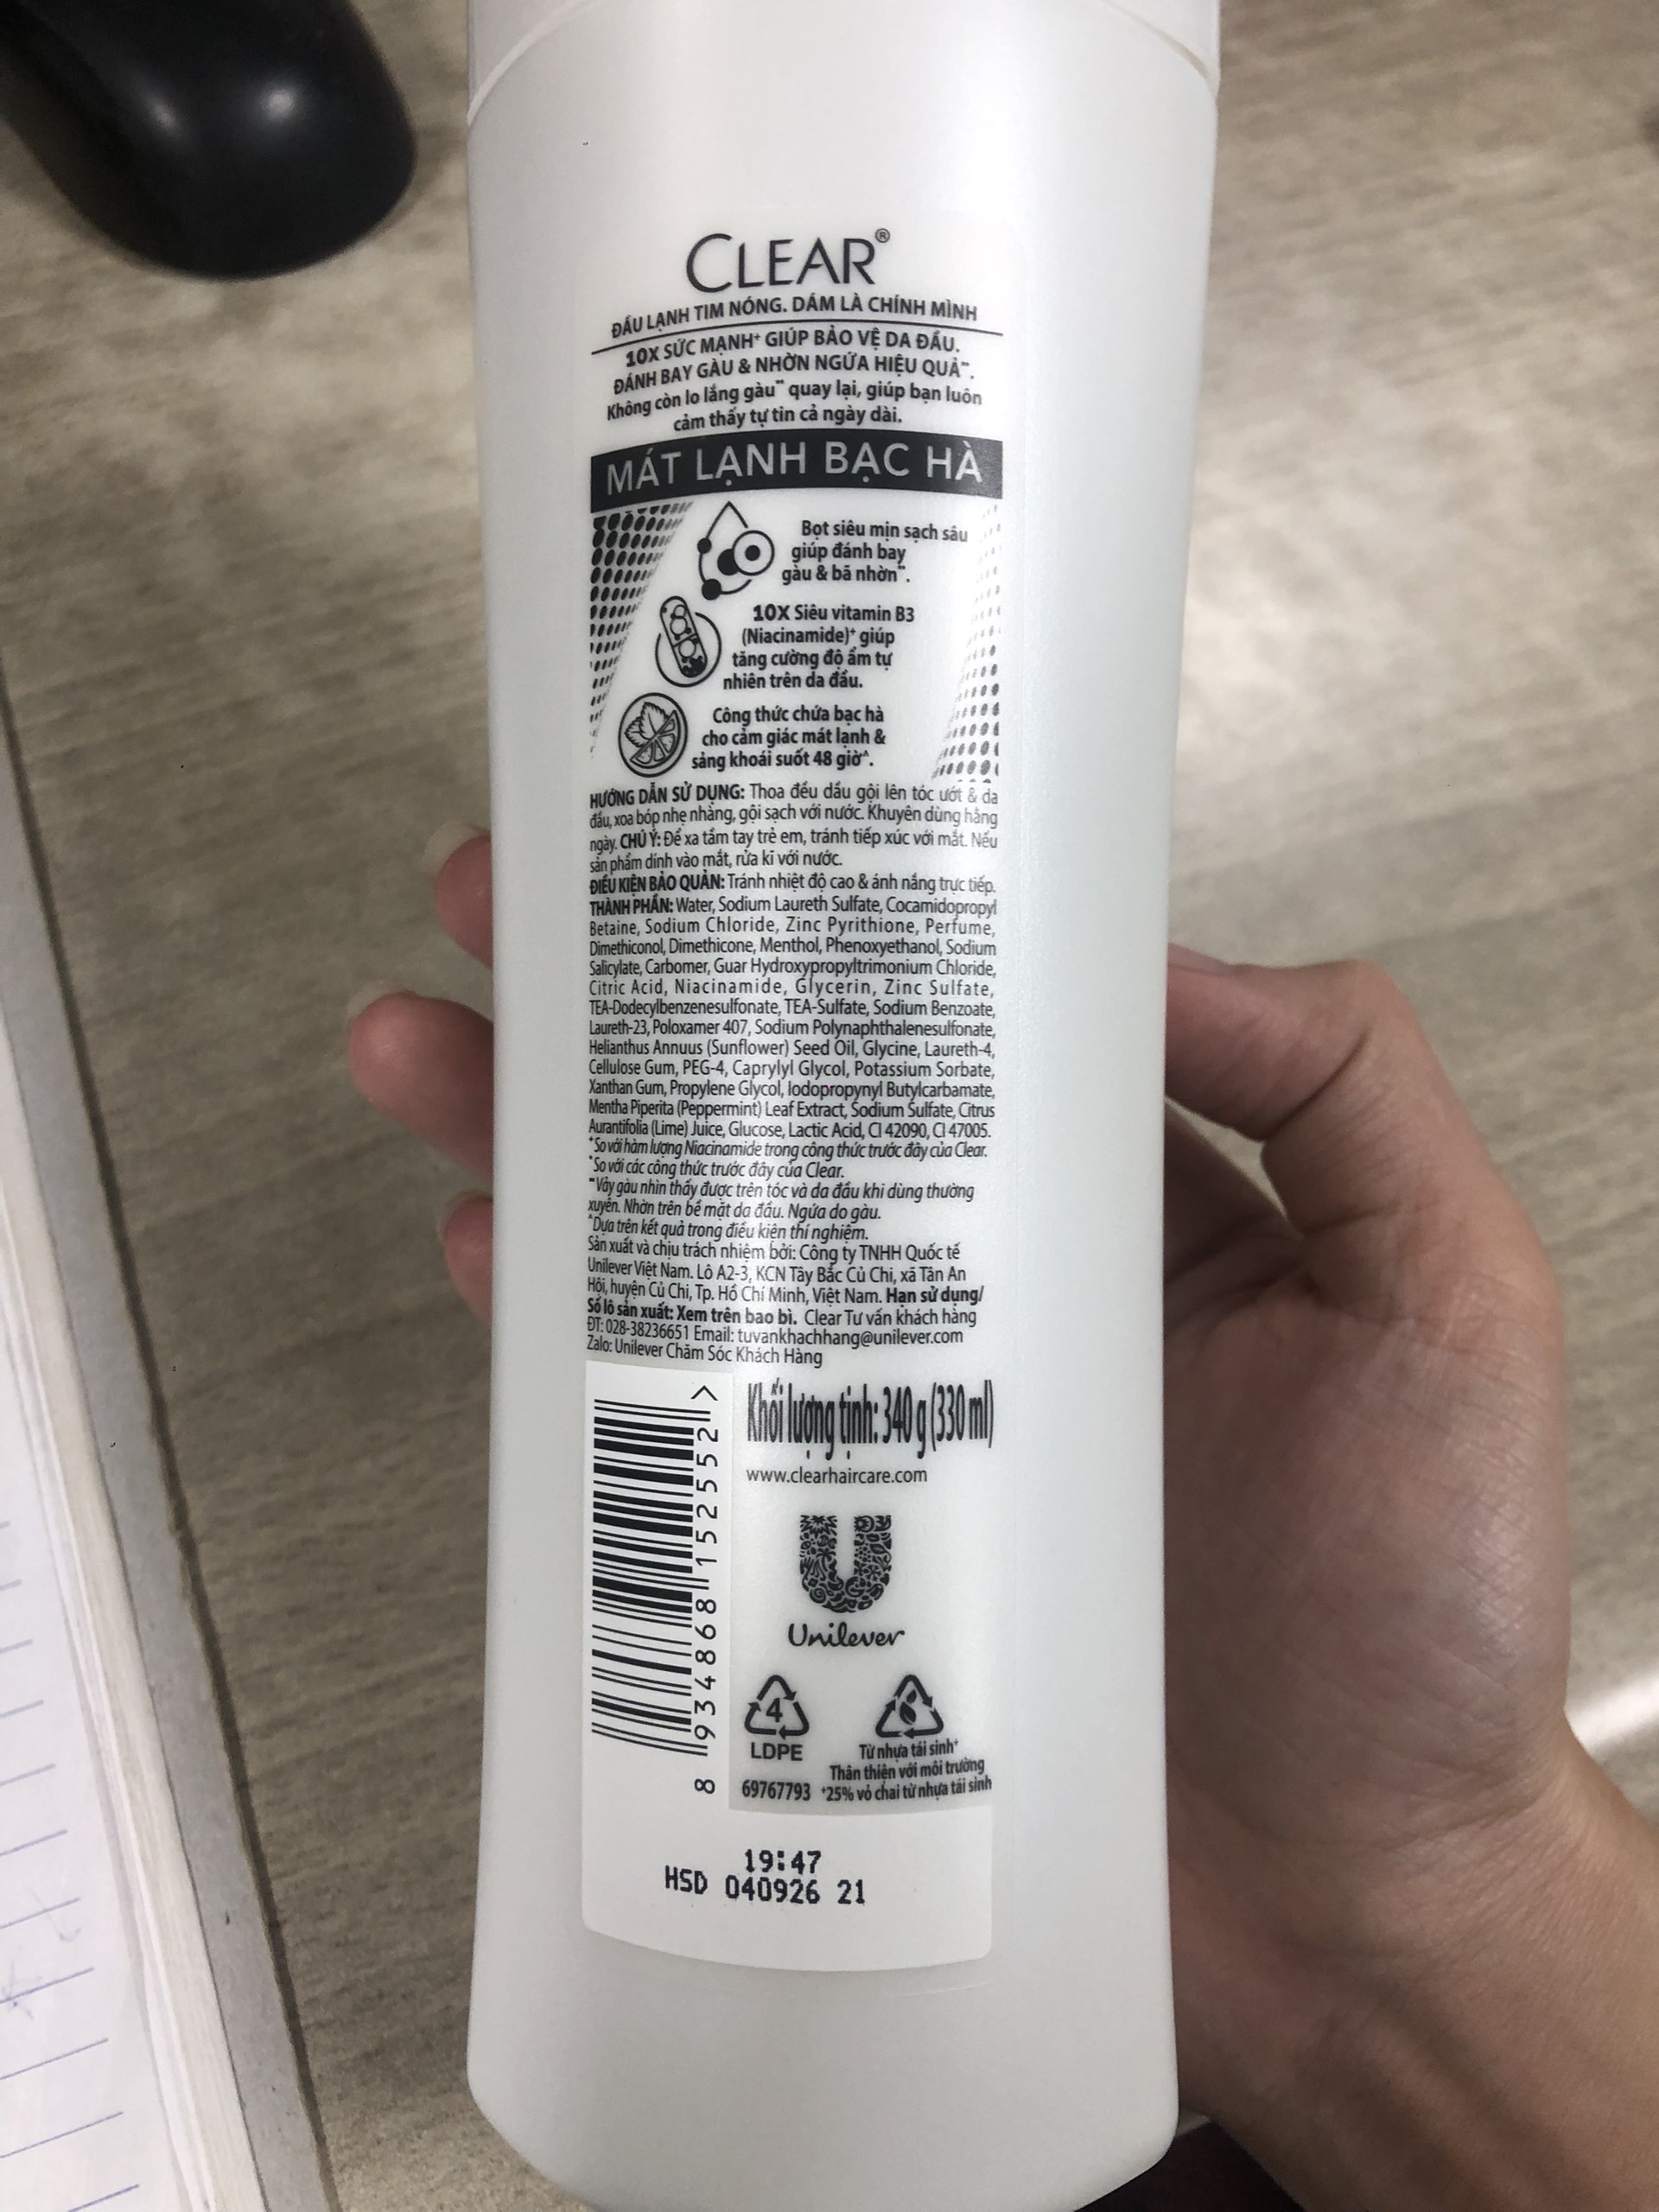 CLEAR®
ĐẦU LẠNH TIM NÓNG. DÁM LÀ CHÍNH MÌNH
10X SỨC MẠNH* GIÚP BẢO VỆ DA ĐẦU.
ĐÁNH BAY GÀU & NHỜN NGỨA HIỆU QUẢ**.
Không còn lo lắng gàu** quay lại, giúp bạn luôn
cảm thấy tự tin cả ngày dài.
MÁT LẠNH BẠC HÀ
Bọt siêu mịn sạch sâu
giúp đánh bay
gàu & bã nhờn**.
10X Siêu vitamin B3
(Niacinamide)⁺ giúp
tăng cường độ ẩm tự
nhiên trên da đầu.
Công thức chứa bạc hà
cho cảm giác mát lạnh &
sảng khoái suốt 48 giờ^.
HƯỚNG DẪN SỬ DỤNG: Thoa đều dầu gội lên tóc ướt & da
đầu, xoa bóp nhẹ nhàng, gội sạch với nước. Khuyên dùng hằng
ngày. CHÚ Ý: Để xa tầm tay trẻ em, tránh tiếp xúc với mắt. Nếu
sản phẩm dính vào mắt, rửa kĩ với nước.
ĐIỀU KIỆN BẢO QUẢN: Tránh nhiệt độ cao & ánh nắng trực tiếp.
THÀNH PHẦN: Water, Sodium Laureth Sulfate, Cocamidopropyl
Betaine, Sodium Chloride, Zinc Pyrithione, Perfume,
Dimethiconol, Dimethicone, Menthol, Phenoxyethanol, Sodium
Salicylate, Carbomer, Guar Hydroxypropyltrimonium Chloride,
Citric Acid, Niacinamide, Glycerin, Zinc Sulfate,
TEA-Dodecylbenzenesulfonate, TEA-Sulfate, Sodium Benzoate,
Laureth-23, Poloxamer 407, Sodium Polynaphthalenesulfonate,
Helianthus Annuus (Sunflower) Seed Oil, Glycine, Laureth-4,
Cellulose Gum, PEG-4, Caprylyl Glycol, Potassium Sorbate,
Xanthan Gum, Propylene Glycol, Iodopropynyl Butylcarbamate,
Mentha Piperita (Peppermint) Leaf Extract, Sodium Sulfate, Citrus
Aurantifolia (Lime) Juice, Glucose, Lactic Acid, CI 42090, CI 47005.
⁺So với hàm lượng Niacinamide trong công thức trước đây của Clear.
*So với các công thức trước đây của Clear.
**Vảy gàu nhìn thấy được trên tóc và da đầu khi dùng thường
xuyên. Nhờn trên bề mặt da đầu. Ngứa do gàu.
^Dựa trên kết quả trong điều kiện thí nghiệm.
Sản xuất và chịu trách nhiệm bởi: Công ty TNHH Quốc tế
Unilever Việt Nam. Lô A2-3, KCN Tây Bắc Củ Chi, xã Tân An
Hội, huyện Củ Chi, Tp. Hồ Chí Minh, Việt Nam. Hạn sử dụng/
Số lô sản xuất: Xem trên bao bì. Clear Tư vấn khách hàng
ĐT: 028-38236651 Email: tuvankhachhang@unilever.com
Zalo: Unilever Chăm Sóc Khách Hàng
8 934868 152552 >
Khối lượng tịnh: 340 g (330 ml)
www.clearhaircare.com
Unilever
4
LDPE
Từ nhựa tái sinh⁺
Thân thiện với môi trường
69767793 ⁺25% vỏ chai từ nhựa tái sinh
19:47
HSD 040926 21